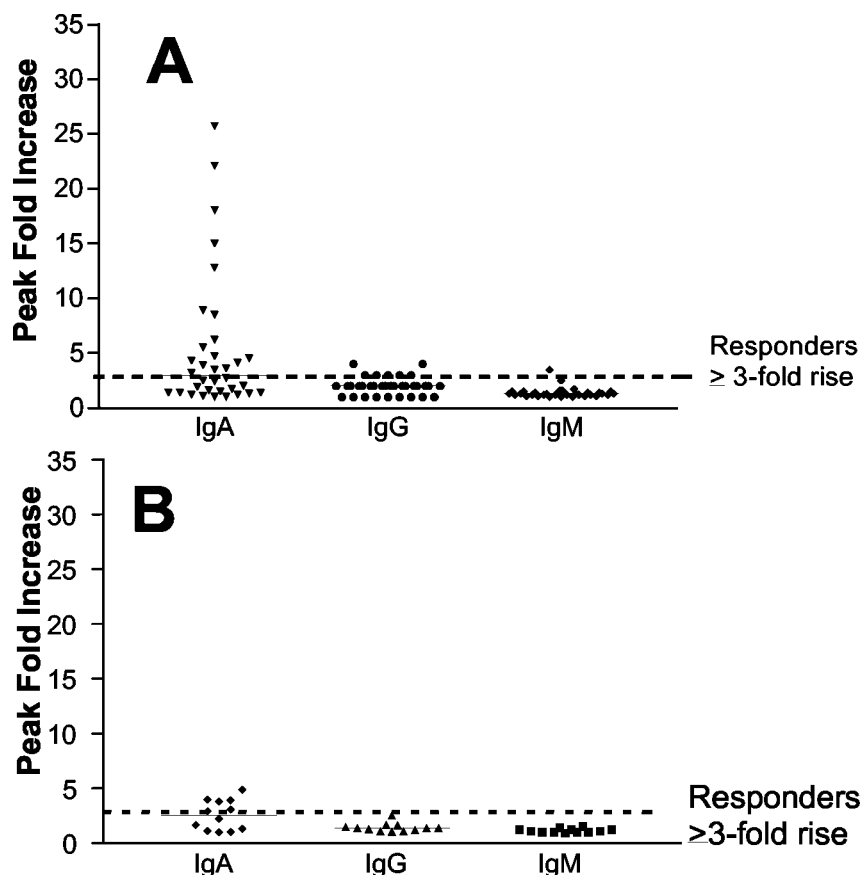 A
Peak Fold Increase
35
30
25
20
15
10
5
0
IgA IgG IgM
Responders
≥ 3-fold rise
B
Peak Fold Increase
35
30
25
20
15
10
5
0
IgA IgG IgM
Responders
≥3-fold rise